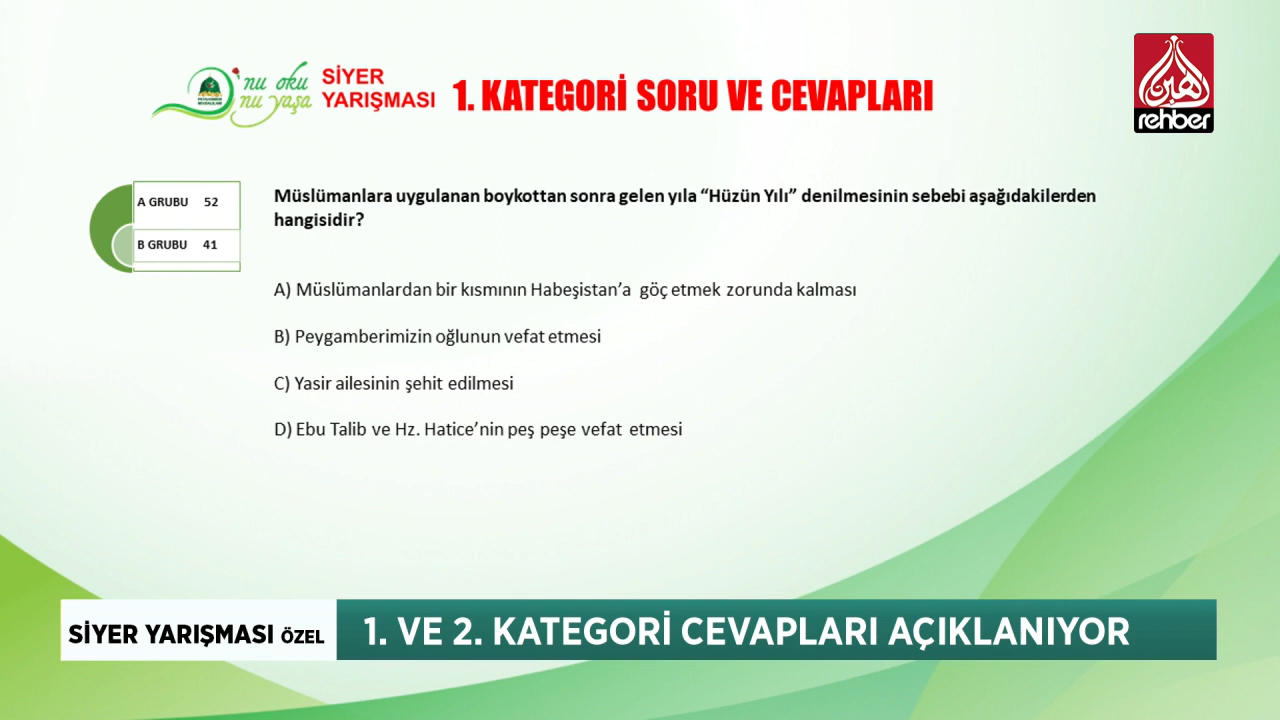 nu oku
nu yaşa
SİYER
YARIŞMASI
1. KATEGORİ SORU VE CEVAPLARI
rehber
A GRUBU 52
B GRUBU 41
Müslümanlara uygulanan boykottan sonra gelen yıla “Hüzün Yılı” denilmesinin sebebi aşağıdakilerden
hangisidir?
A) Müslümanlardan bir kısmının Habeşistan’a göç etmek zorunda kalması
B) Peygamberimizin oğlunun vefat etmesi
C) Yasir ailesinin şehit edilmesi
D) Ebu Talib ve Hz. Hatice’nin peş peşe vefat etmesi
SİYER YARIŞMASI ÖZEL
1. VE 2. KATEGORİ CEVAPLARI AÇIKLANIYOR